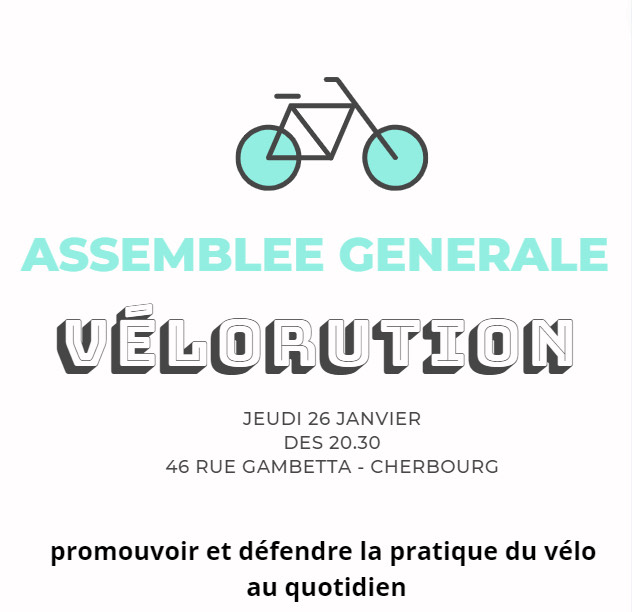 ASSEMBLEE GENERALE
VÉLORUTION
JEUDI 26 JANVIER
DES 20.30
46 RUE GAMBETTA - CHERBOURG
promouvoir et défendre la pratique du vélo
au quotidien